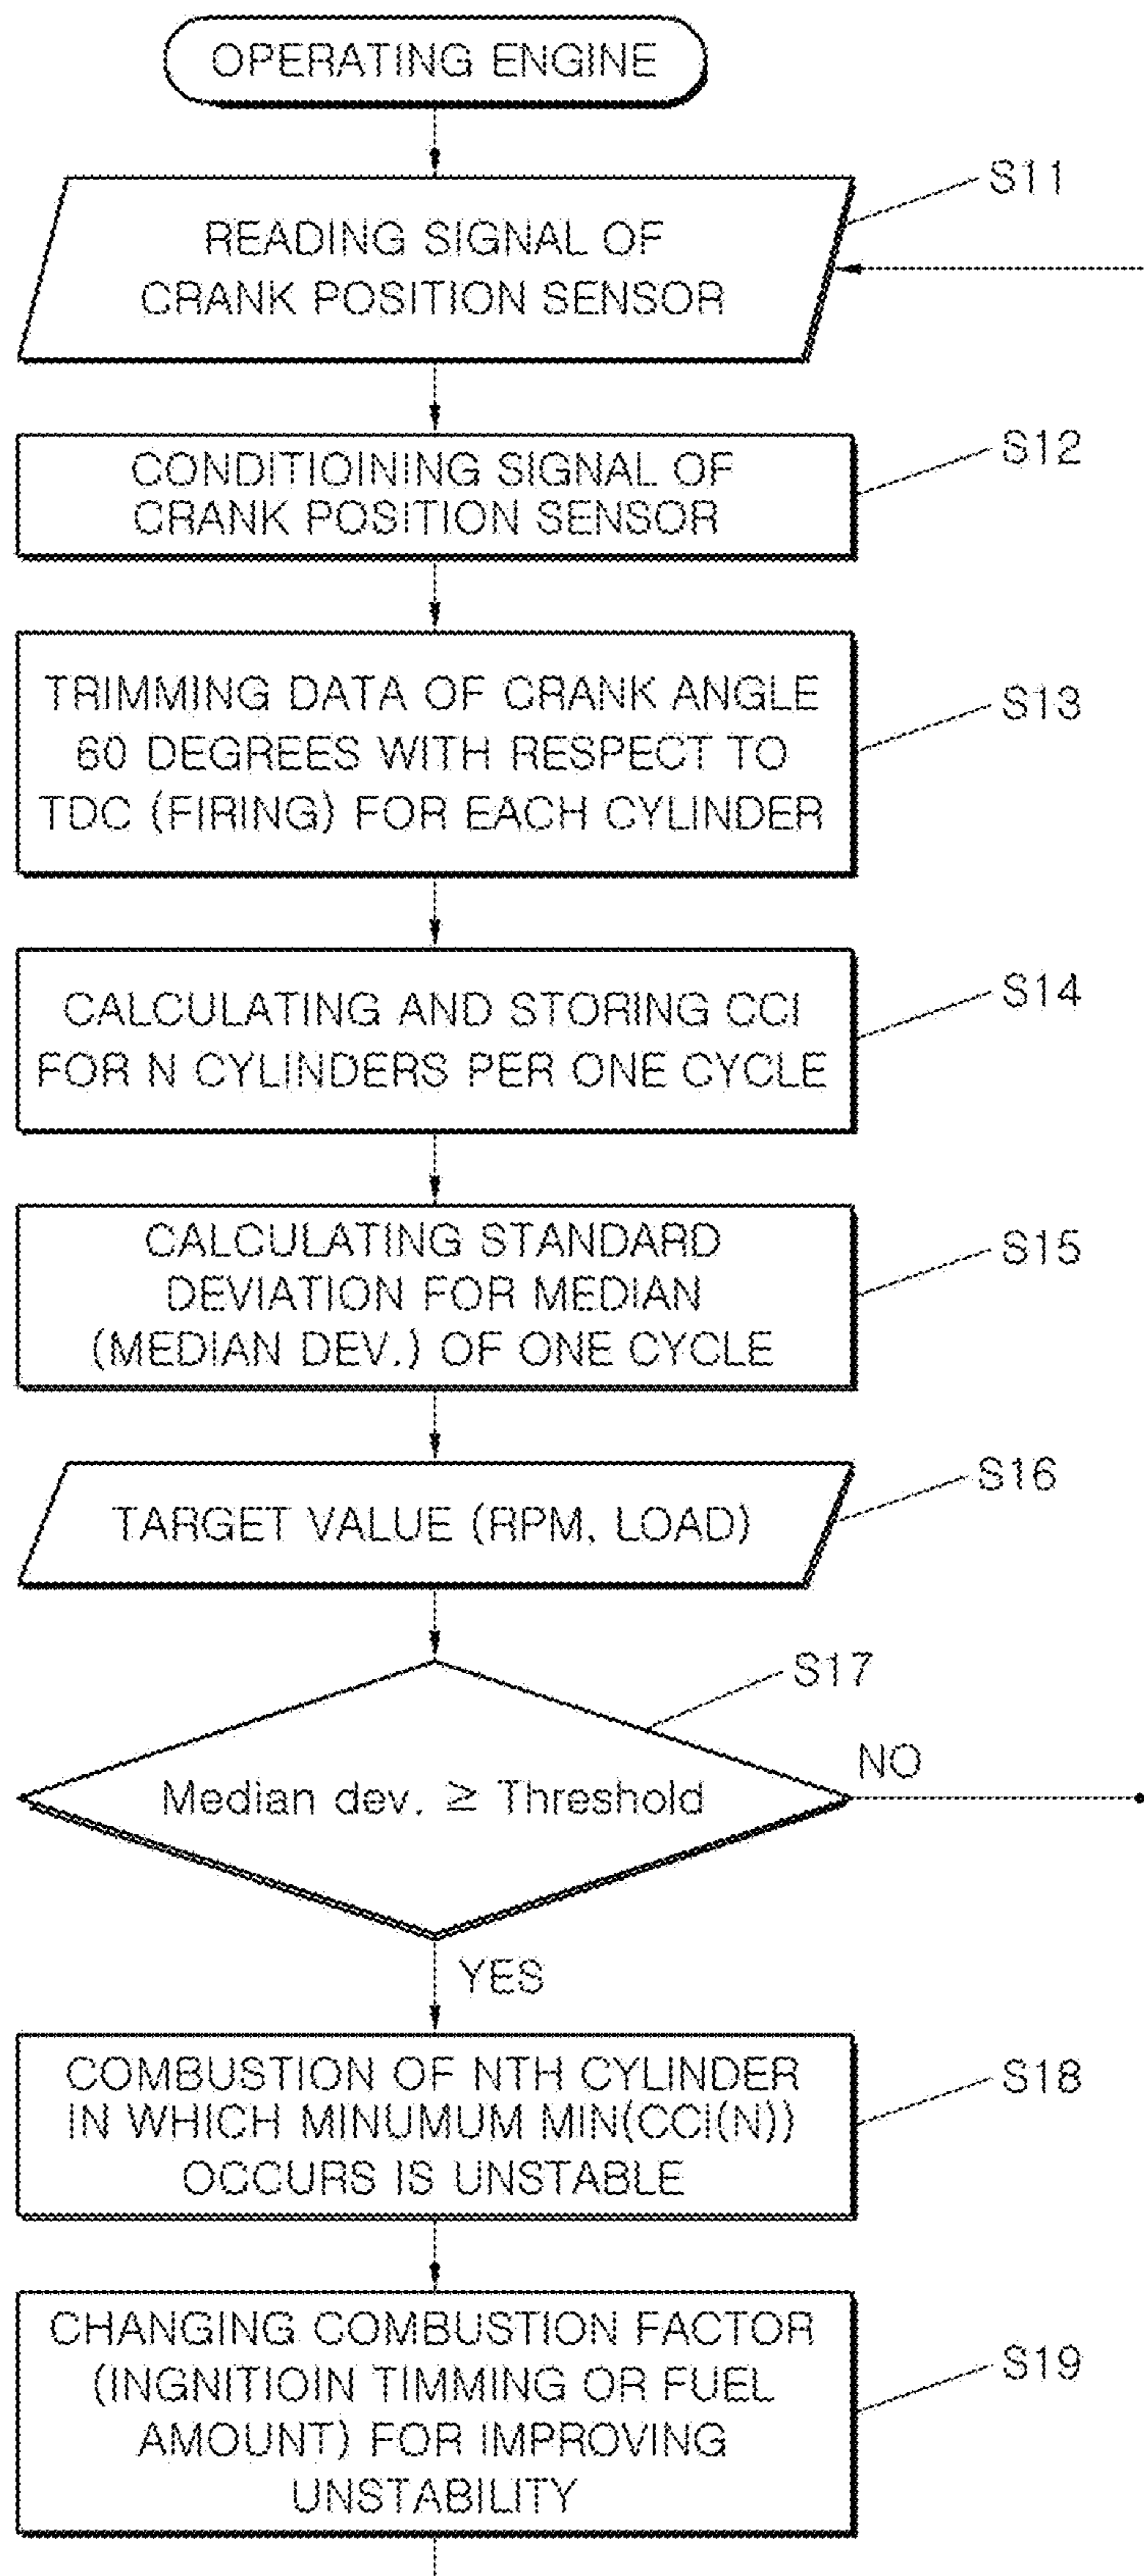 OPERATING ENGINE
S11
READING SIGNAL OF
CRANK POSITION SENSOR
S12
CONDITIOINING SIGNAL OF
CRANK POSITION SENSOR
S13
TRIMMING DATA OF CRANK ANGLE
60 DEGREES WITH RESPECT TO
TDC (FIRING) FOR EACH CYLINDER
S14
CALCULATING AND STORING CCI
FOR N CYLINDERS PER ONE CYCLE
S15
CALCULATING STANDARD
DEVIATION FOR MEDIAN
(MEDIAN DEV.) OF ONE CYCLE
S16
TARGET VALUE (RPM, LOAD)
S17
NO
Median dev. ≥ Threshold
YES
S18
COMBUSTION OF NTH CYLINDER
IN WHICH MINUMUM MIN(CCI(N))
OCCURS IS UNSTABLE
S19
CHANGING COMBUSTION FACTOR
(INGNITIOIN TIMMING OR FUEL
AMOUNT) FOR IMPROVING
UNSTABILITY